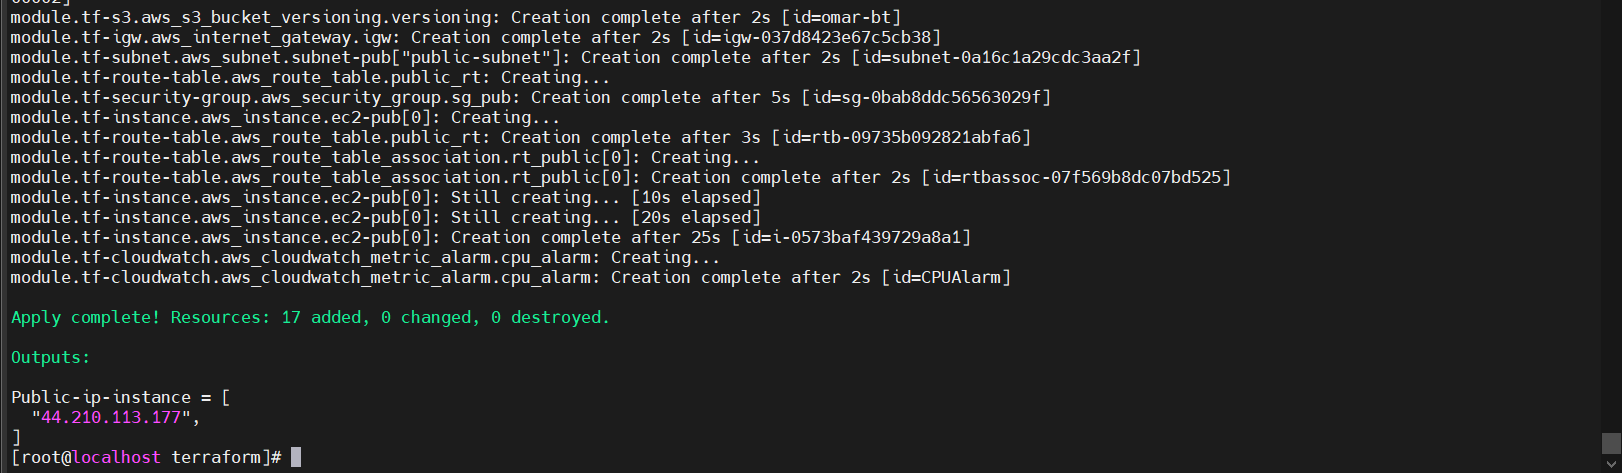 module.tf-s3.aws_s3_bucket_versioning.versioning: Creation complete after 2s [id=omar-bt]
module.tf-igw.aws_internet_gateway.igw: Creation complete after 2s [id=igw-037d8423e67c5cb38]
module.tf-subnet.aws_subnet.subnet-pub["public-subnet"]: Creation complete after 2s [id=subnet-0a16c1a29cdc3aa2f]
module.tf-route-table.aws_route_table.public_rt: Creating...
module.tf-security-group.aws_security_group.sg_pub: Creation complete after 5s [id=sg-0bab8ddc56563029f]
module.tf-instance.aws_instance.ec2-pub[0]: Creating...
module.tf-route-table.aws_route_table.public_rt: Creation complete after 3s [id=rtb-09735b092821abfa6]
module.tf-route-table.aws_route_table_association.rt_public[0]: Creating...
module.tf-route-table.aws_route_table_association.rt_public[0]: Creation complete after 2s [id=rtbassoc-07f569b8dc07bd525]
module.tf-instance.aws_instance.ec2-pub[0]: Still creating... [10s elapsed]
module.tf-instance.aws_instance.ec2-pub[0]: Still creating... [20s elapsed]
module.tf-instance.aws_instance.ec2-pub[0]: Creation complete after 25s [id=i-0573baf439729a8a1]
module.tf-cloudwatch.aws_cloudwatch_metric_alarm.cpu_alarm: Creating...
module.tf-cloudwatch.aws_cloudwatch_metric_alarm.cpu_alarm: Creation complete after 2s [id=CPUAlarm]
Apply complete! Resources: 17 added, 0 changed, 0 destroyed.
Outputs:
Public-ip-instance = [
"44.210.113.177",
]
[root@localhost terraform]#